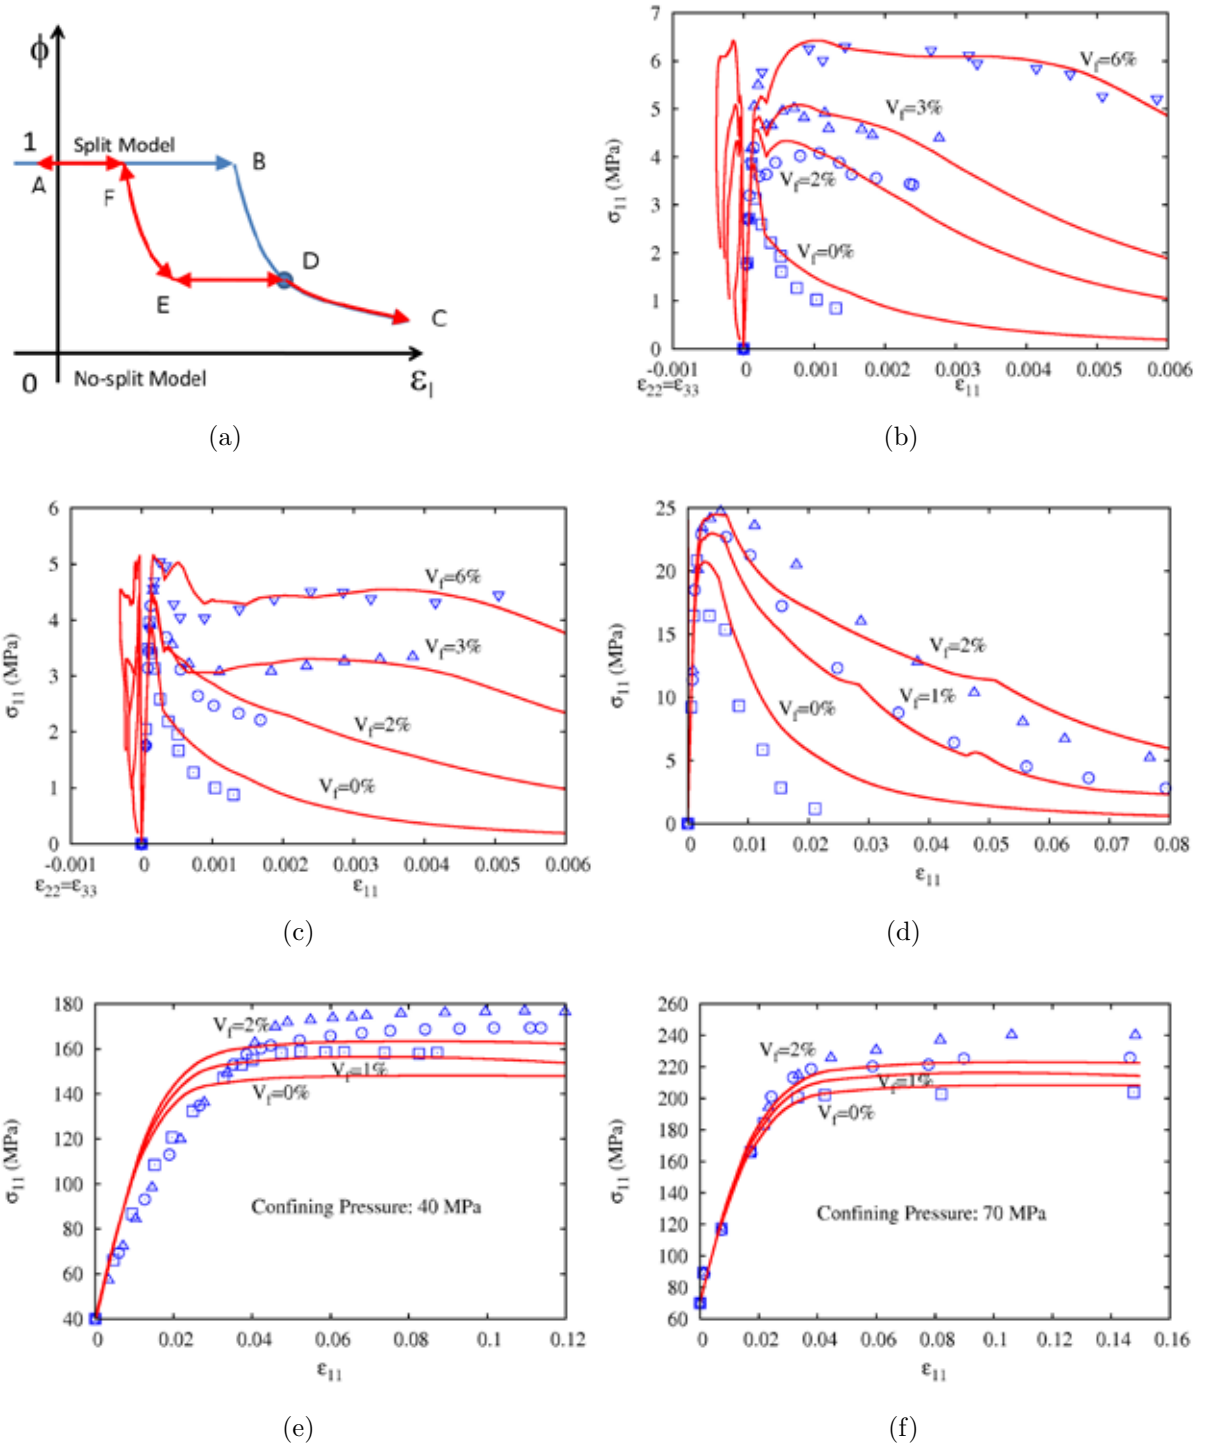 ϕ
1
Split Model
A
B
F
D
E
C
0
No-split Model
εI
(a)
7
6
5
4
3
2
1
0
σ11 (MPa)
Vf=6%
Vf=3%
Vf=2%
Vf=0%
-0.001
0
0.001
0.002
0.003
0.004
0.005
0.006
ε22=ε33
ε11
(b)
6
5
4
3
2
1
0
σ11 (MPa)
Vf=6%
Vf=3%
Vf=2%
Vf=0%
-0.001
0
0.001
0.002
0.003
0.004
0.005
0.006
ε22=ε33
ε11
(c)
25
20
15
10
5
0
σ11 (MPa)
Vf=2%
Vf=1%
Vf=0%
0
0.01
0.02
0.03
0.04
0.05
0.06
0.07
0.08
ε11
(d)
180
160
140
120
100
80
60
40
σ11 (MPa)
Vf=2%
Vf=1%
Vf=0%
Confining Pressure: 40 MPa
0
0.02
0.04
0.06
0.08
0.1
0.12
ε11
(e)
260
240
220
200
180
160
140
120
100
80
60
σ11 (MPa)
Vf=2%
Vf=1%
Vf=0%
Confining Pressure: 70 MPa
0
0.02
0.04
0.06
0.08
0.1
0.12
0.14
0.16
ε11
(f)